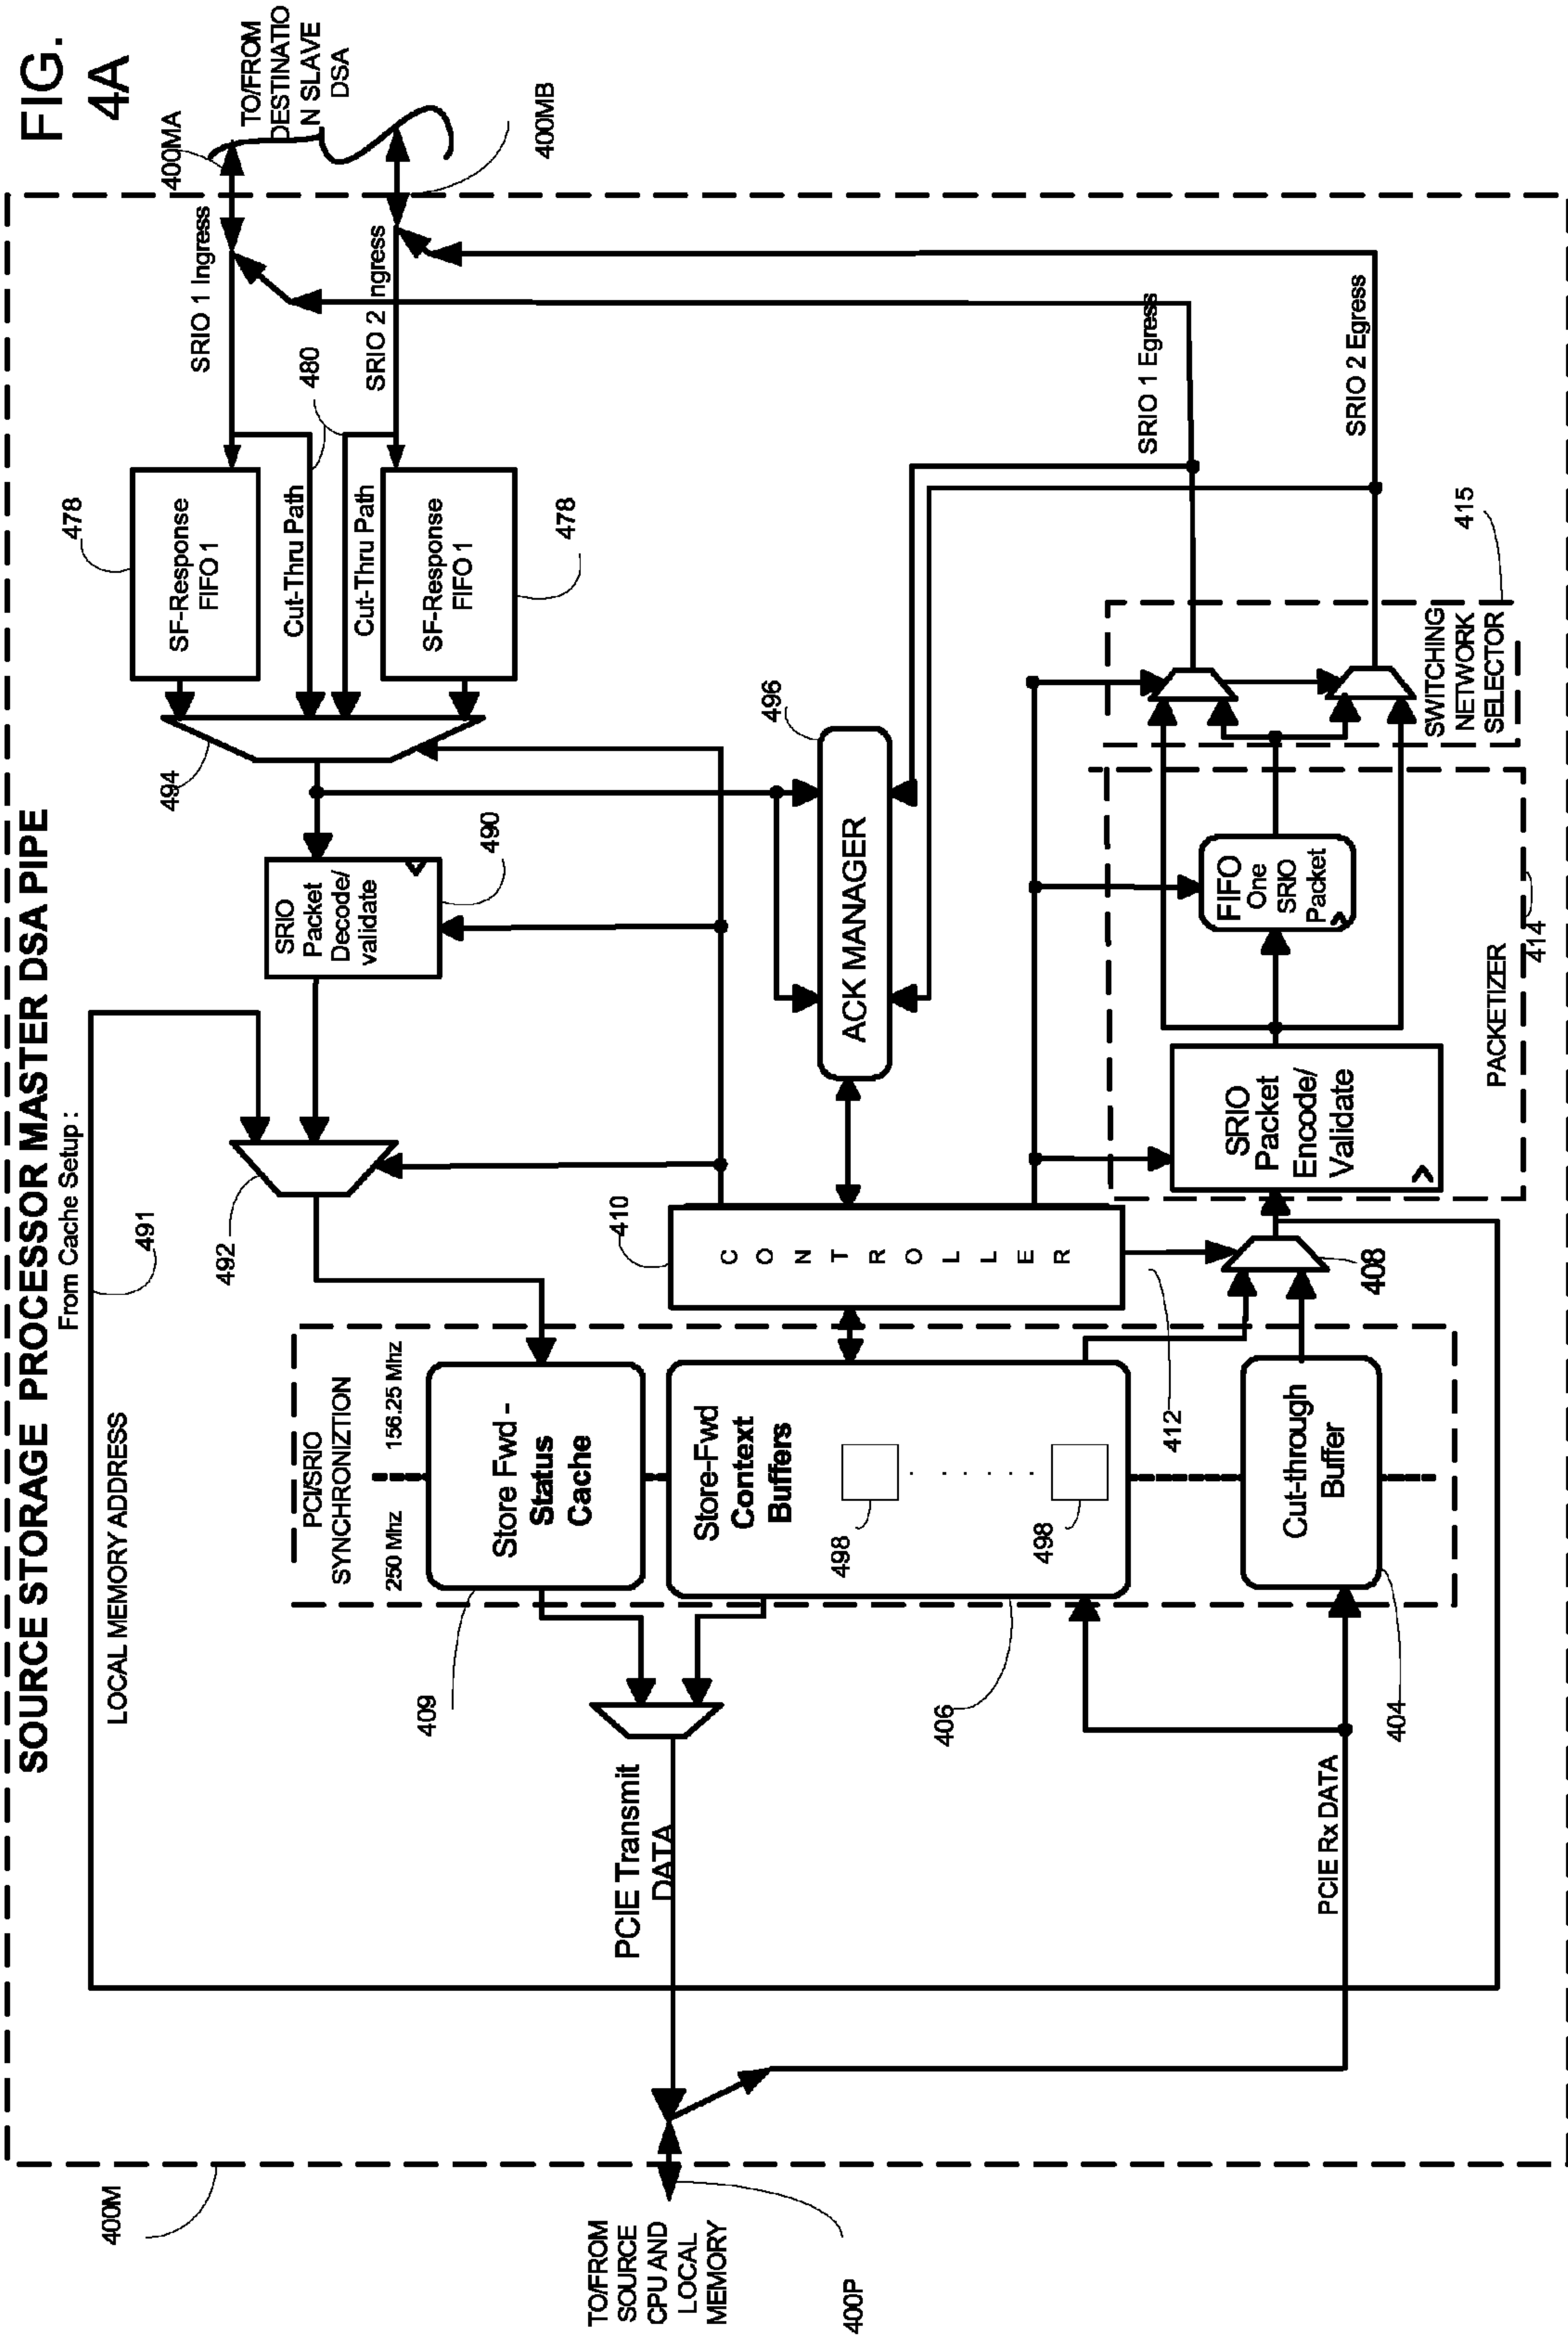 FIG.
4A
SOURCE STORAGE PROCESSOR MASTER DSA PIPE
400M
From Cache Setup :
491
LOCAL MEMORY ADDRESS
492
494
490
SRIO
Packet
Decode/
validate
478
SF-Response
FIFO 1
Cut-Thru Path
480
Cut-Thru Path
SF-Response
FIFO 1
478
SRIO 1 Ingress
SRIO 2 Ingress
400MA
TO/FROM
DESTINATIO
N SLAVE
DSA
400MB
PCI/SRIO
SYNCHRONIZTION
250 Mhz
156.25 Mhz
Store Fwd -
Status
Cache
409
PCIE Transmit
DATA
TO/FROM
SOURCE
CPU AND
LOCAL
MEMORY
400P
Store-Fwd
Context
Buffers
498
498
406
410
CONTROLLER
412
496
ACK MANAGER
SRIO 1 Egress
SRIO 2 Egress
PCIE Rx DATA
404
Cut-through
Buffer
408
SRIO
Packet
Encode/
Validate
FIFO
One
SRIO
Packet
PACKETIZER
414
SWITCHING
NETWORK
SELECTOR
415